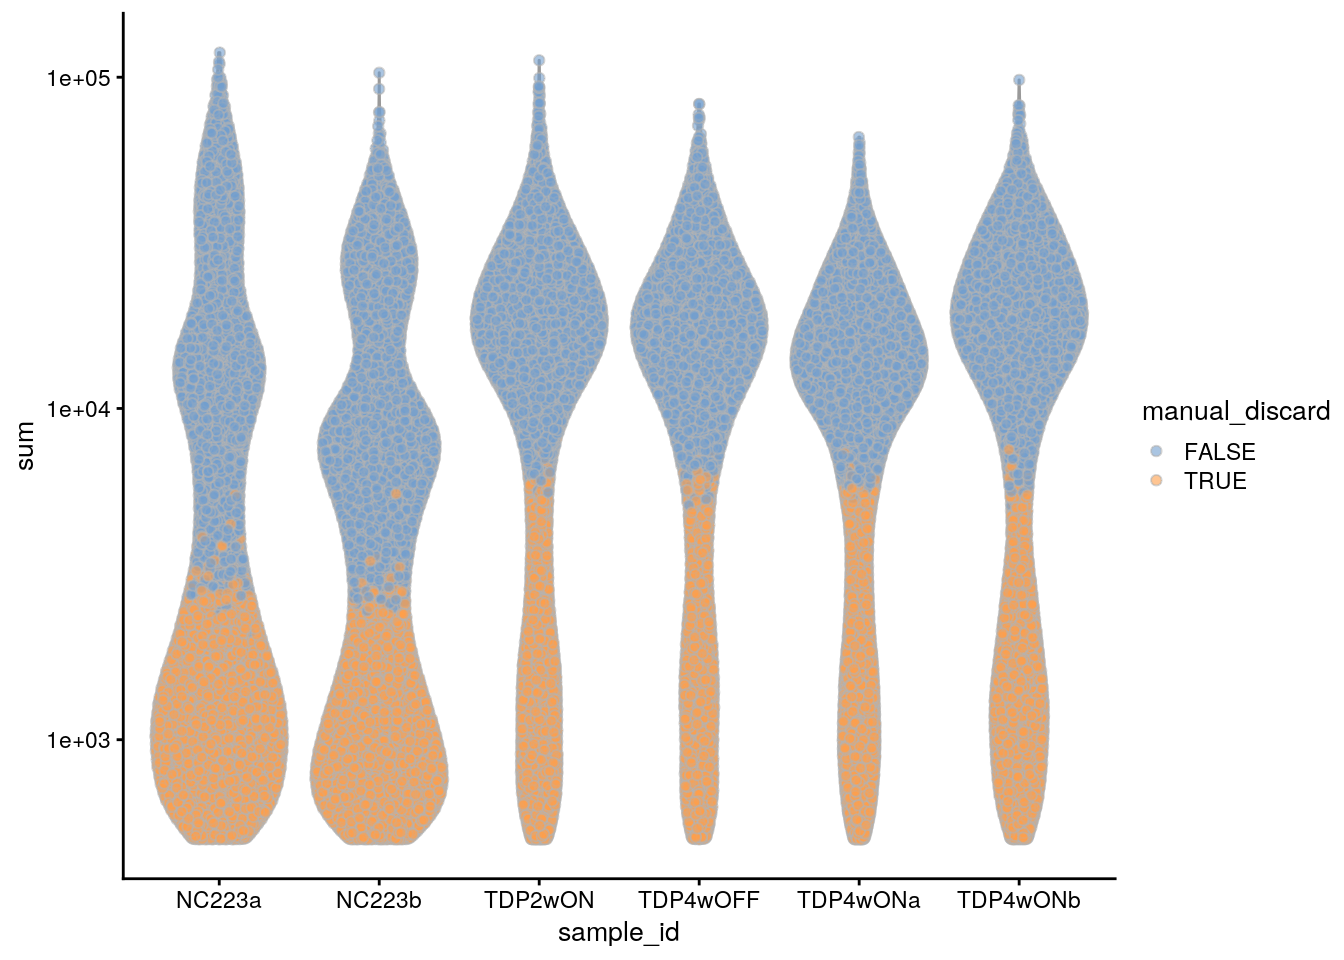 1e+05
1e+04
1e+03
sum
NC223a
NC223b
TDP2wON
TDP4wOFF
TDP4wONa
TDP4wONb
sample_id
manual_discard
FALSE
TRUE